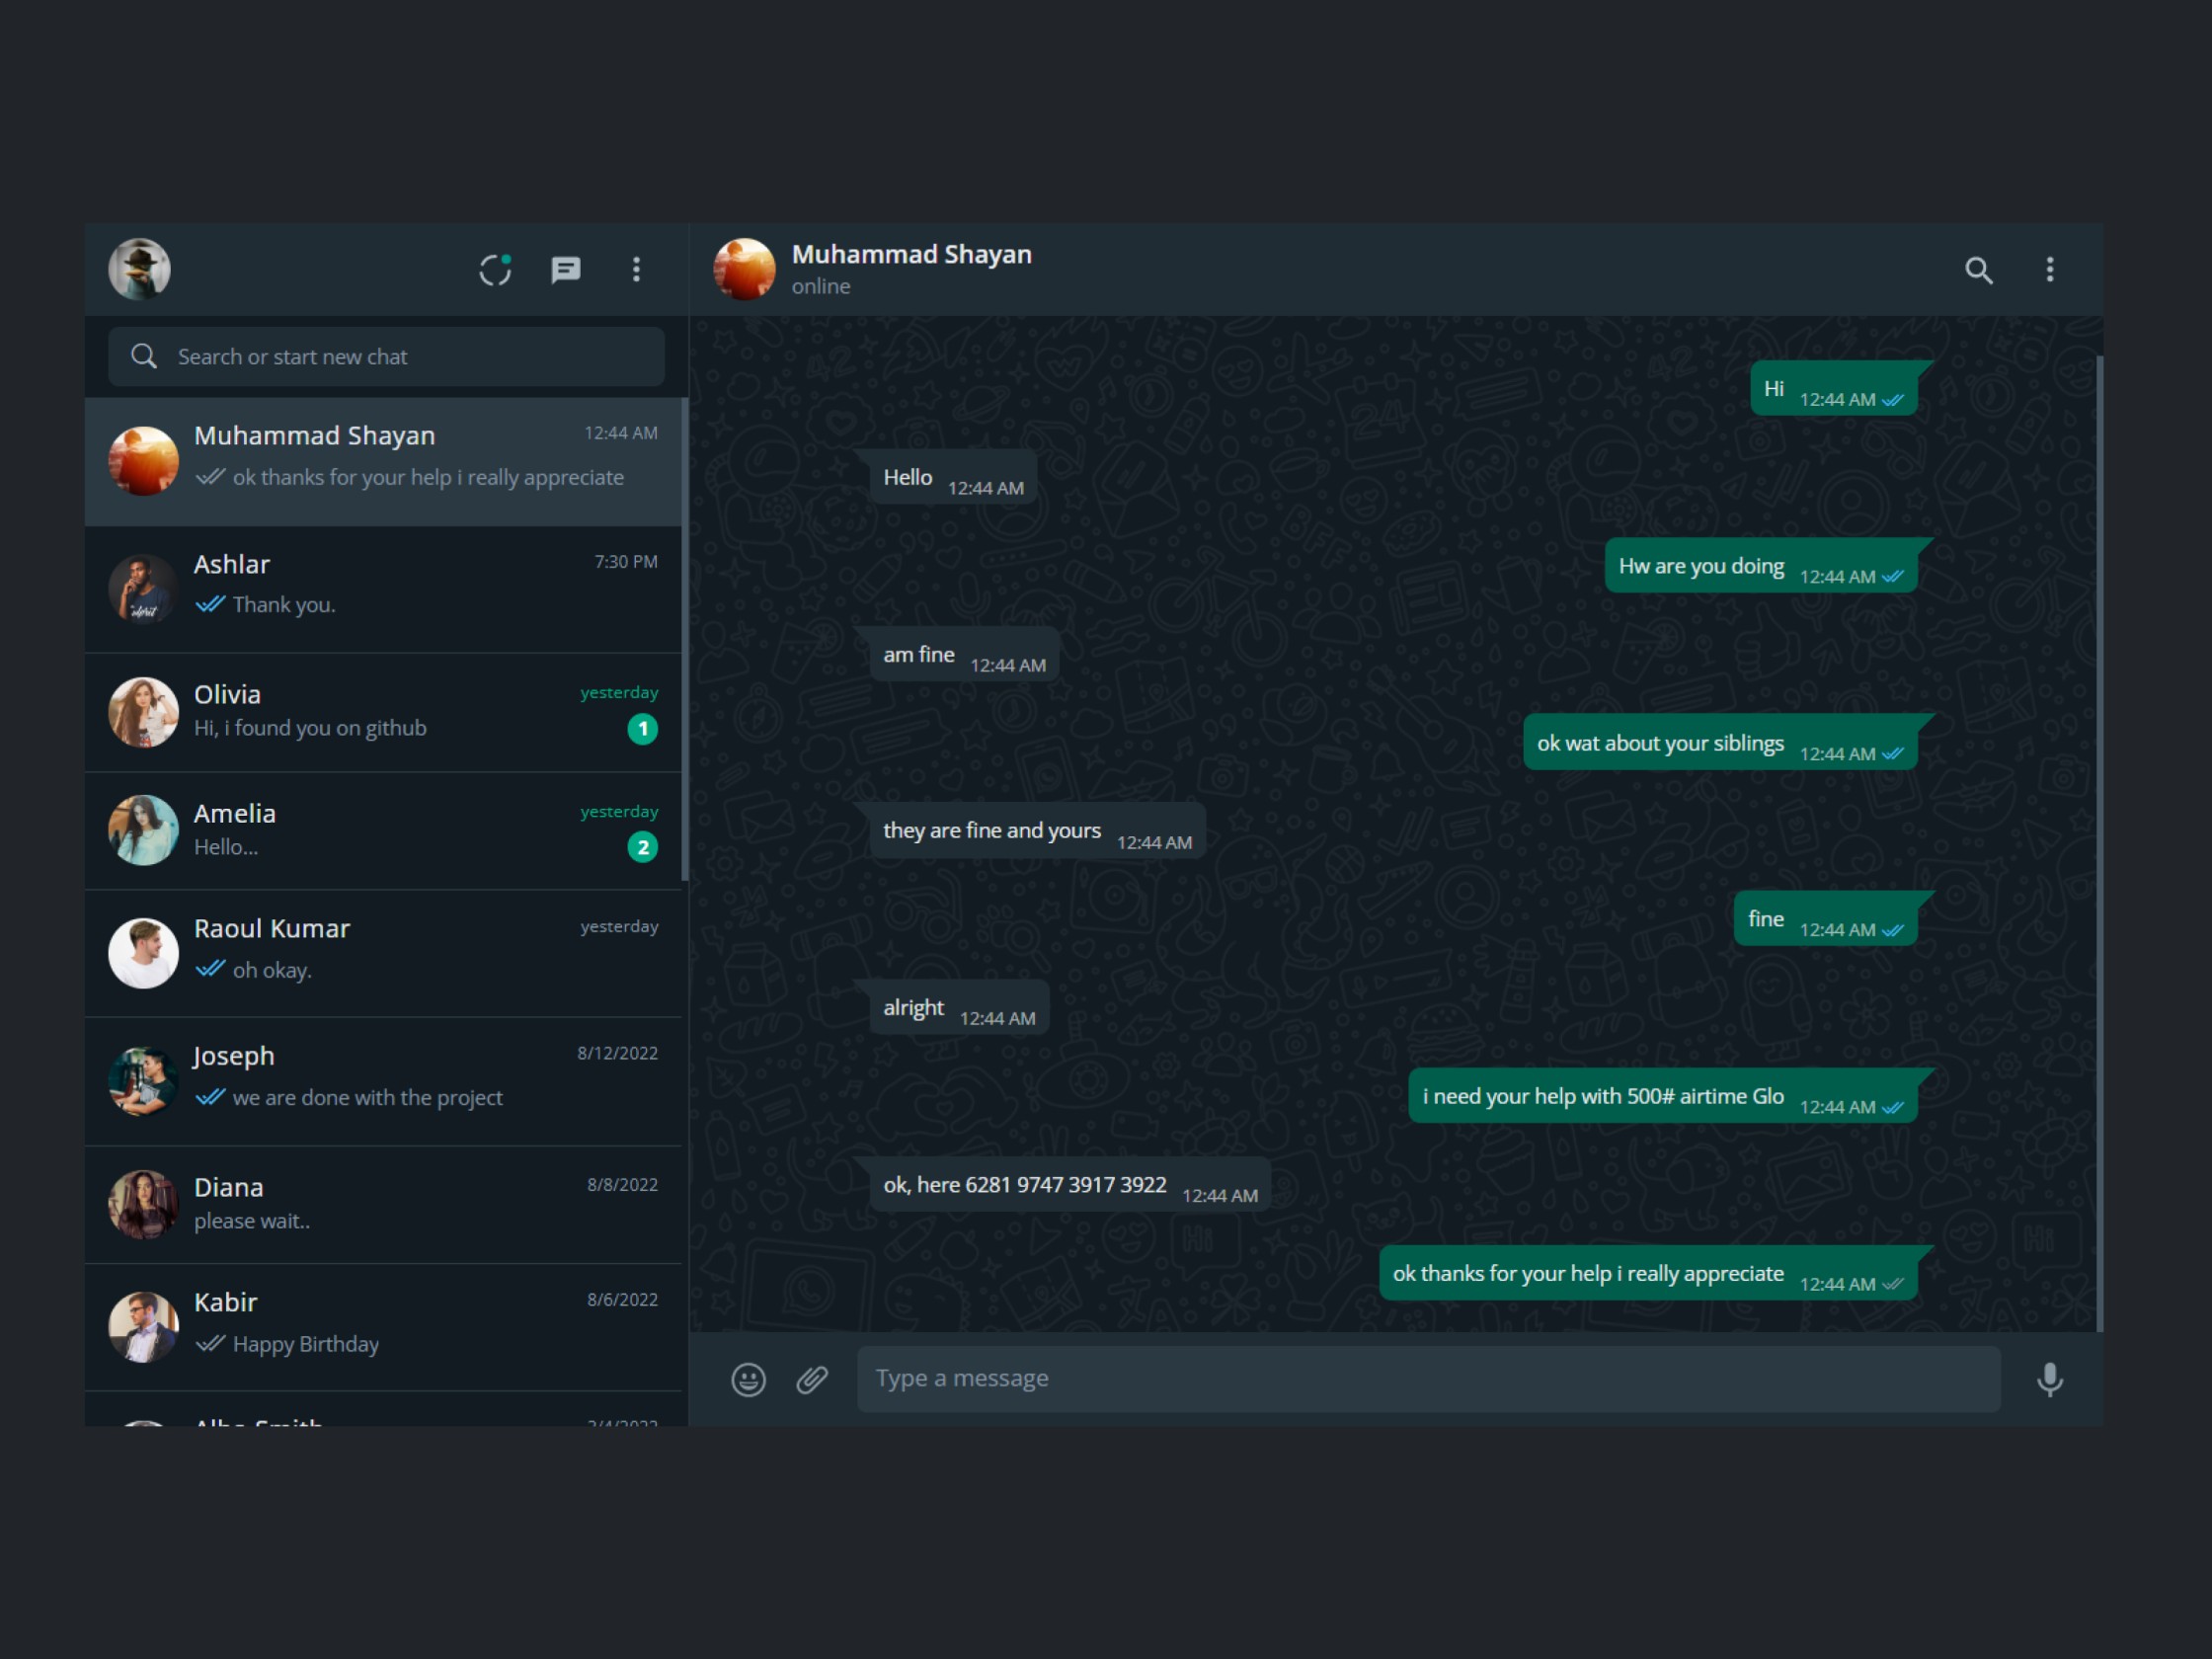 Search or start new chat
Muhammad Shayan
12:44 AM
ok thanks for your help i really appreciate
Ashlar
7:30 PM
Thank you.
Olivia
yesterday
Hi, i found you on github
1
Amelia
yesterday
Hello...
2
Raoul Kumar
yesterday
oh okay.
Joseph
8/12/2022
we are done with the project
Diana
8/8/2022
please wait..
Kabir
8/6/2022
Happy Birthday
Muhammad Shayan
online
Hi 12:44 AM
Hello 12:44 AM
Hw are you doing 12:44 AM
am fine 12:44 AM
ok wat about your siblings 12:44 AM
they are fine and yours 12:44 AM
fine 12:44 AM
alright 12:44 AM
i need your help with 500# airtime Glo 12:44 AM
ok, here 6281 9747 3917 3922 12:44 AM
ok thanks for your help i really appreciate 12:44 AM
Type a message